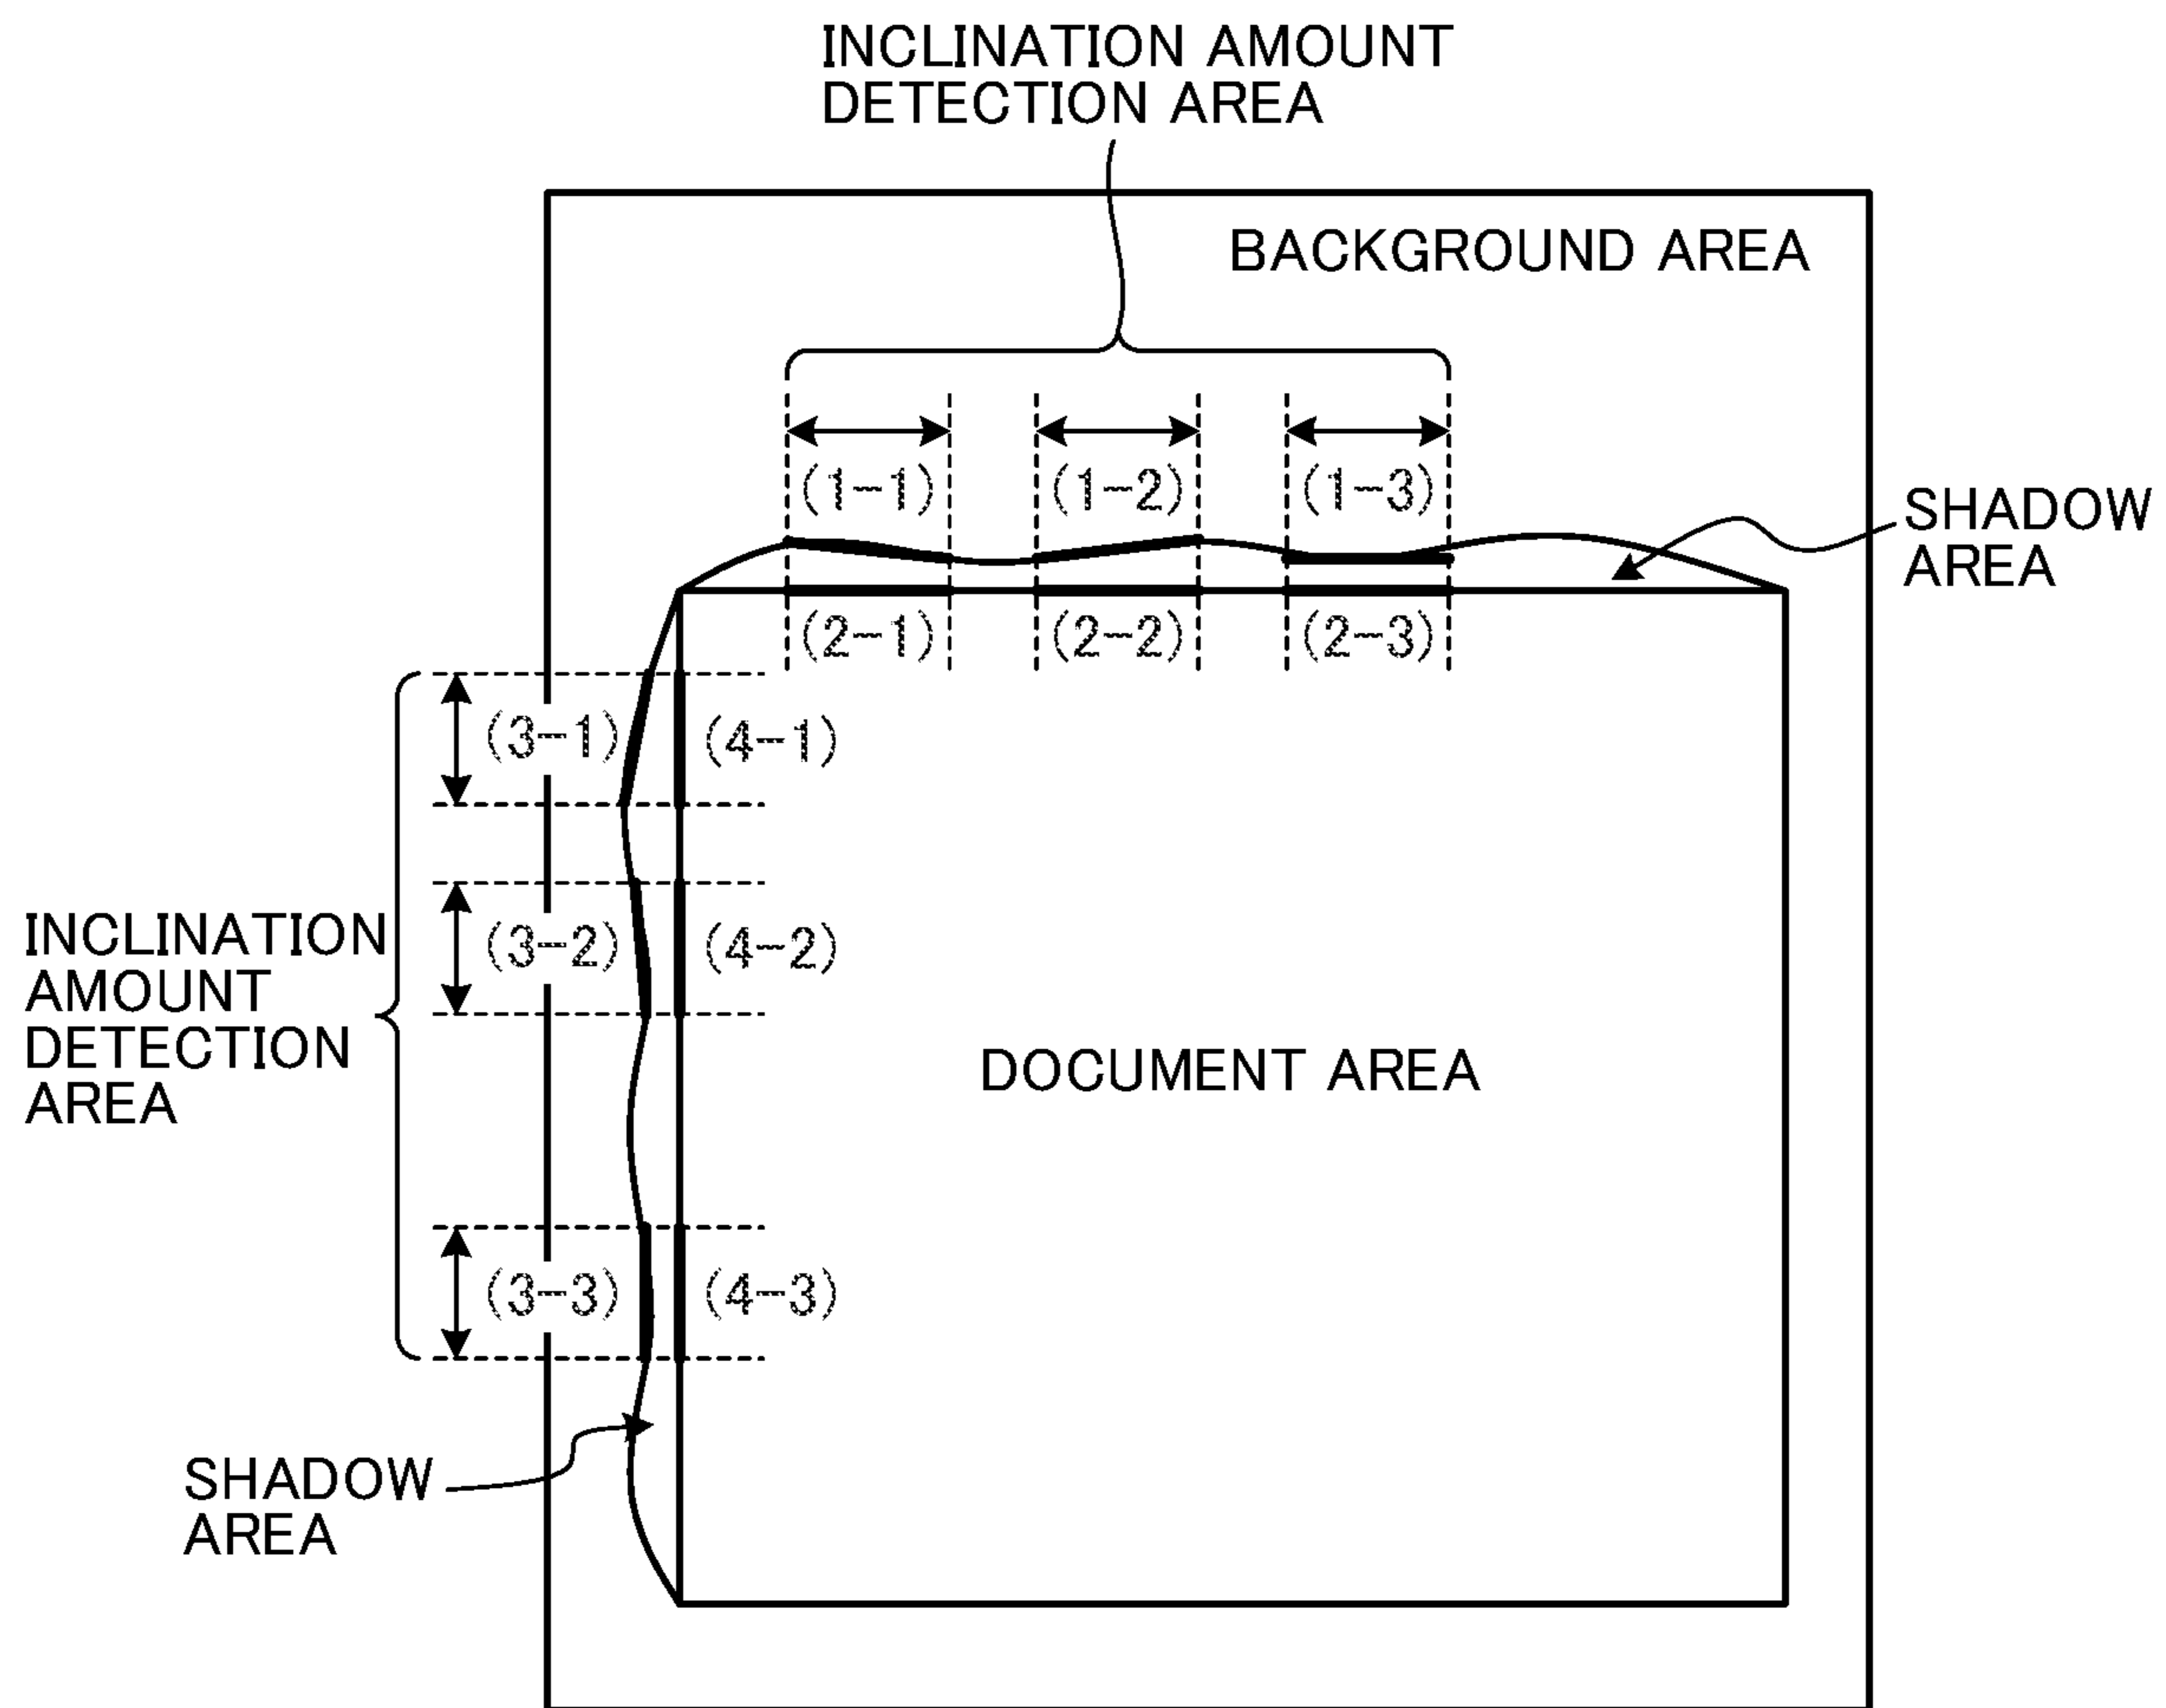 INCLINATION AMOUNT
DETECTION AREA
BACKGROUND AREA
(1-1)
(1-2)
(1-3)
SHADOW
AREA
(2-1)
(2-2)
(2-3)
(3-1)
(4-1)
(3-2)
(4-2)
INCLINATION
AMOUNT
DETECTION
AREA
DOCUMENT AREA
(3-3)
(4-3)
SHADOW
AREA